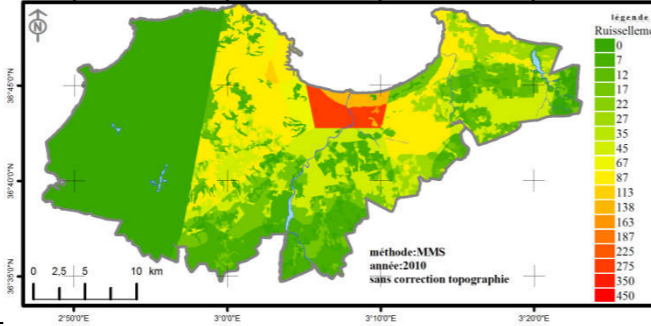 N
légende
Ruisselleme
0
7
12
17
22
27
35
45
67
87
113
138
163
187
225
275
350
450
36°45'0"N
36°40'0"N
36°35'0"N
méthode:MMS
année:2010
sans correction topographie
0 2,5 5 10 km
2°50'0"E 3°0'0"E 3°10'0"E 3°20'0"E